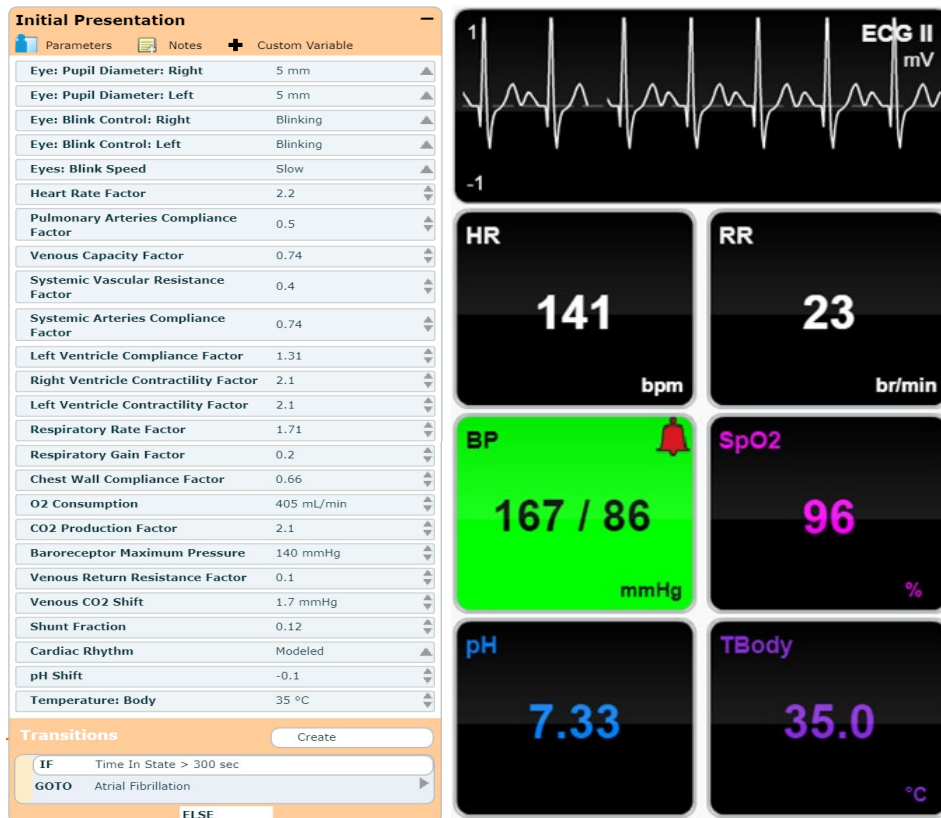 Initial Presentation
Parameters Notes Custom Variable
Eye: Pupil Diameter: Right 5 mm
Eye: Pupil Diameter: Left 5 mm
Eye: Blink Control: Right Blinking
Eye: Blink Control: Left Blinking
Eyes: Blink Speed Slow
Heart Rate Factor 2.2
Pulmonary Arteries Compliance
Factor 0.5
Venous Capacity Factor 0.74
Systemic Vascular Resistance
Factor 0.4
Systemic Arteries Compliance
Factor 0.74
Left Ventricle Compliance Factor 1.31
Right Ventricle Contractility Factor 2.1
Left Ventricle Contractility Factor 2.1
Respiratory Rate Factor 1.71
Respiratory Gain Factor 0.2
Chest Wall Compliance Factor 0.66
O2 Consumption 405 mL/min
CO2 Production Factor 2.1
Baroreceptor Maximum Pressure 140 mmHg
Venous Return Resistance Factor 0.1
Venous CO2 Shift 1.7 mmHg
Shunt Fraction 0.12
Cardiac Rhythm Modeled
pH Shift -0.1
Temperature: Body 35 °C
Transitions Create
IF Time In State > 300 sec
GOTO Atrial Fibrillation
ELSE
1 ECG II
mV
-1
HR
141
bpm
RR
23
br/min
BP
167 / 86
mmHg
SpO2
96
%
pH
7.33
TBody
35.0
°C